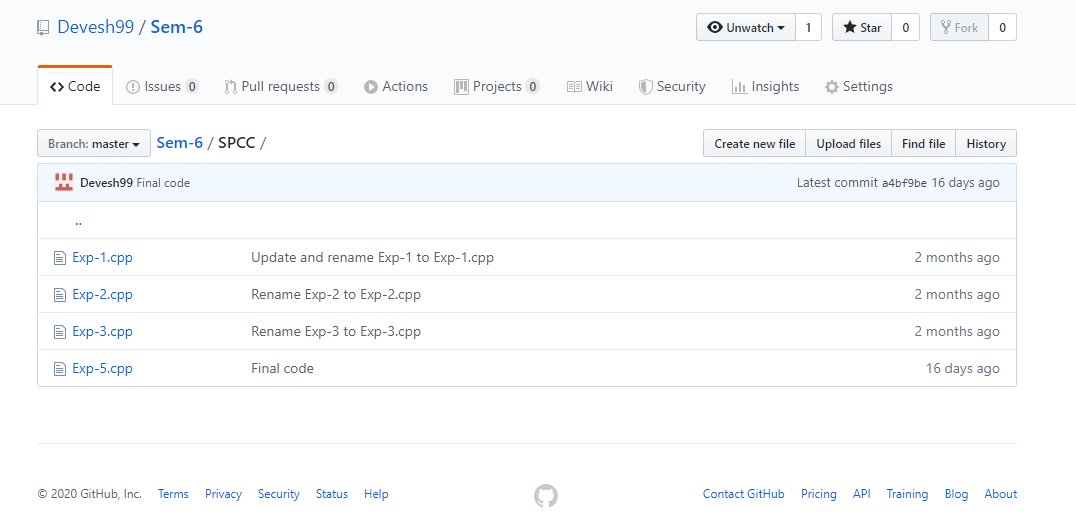 Devesh99 / Sem-6 Unwatch 1 Star 0 Fork 0
Code Issues 0 Pull requests 0 Actions Projects 0 Wiki Security Insights Settings
Branch: master Sem-6 / SPCC / Create new file Upload files Find file History
Devesh99 Final code Latest commit a4bf9be 16 days ago
..
Exp-1.cpp Update and rename Exp-1 to Exp-1.cpp 2 months ago
Exp-2.cpp Rename Exp-2 to Exp-2.cpp 2 months ago
Exp-3.cpp Rename Exp-3 to Exp-3.cpp 2 months ago
Exp-5.cpp Final code 16 days ago
© 2020 GitHub, Inc. Terms Privacy Security Status Help Contact GitHub Pricing API Training Blog About